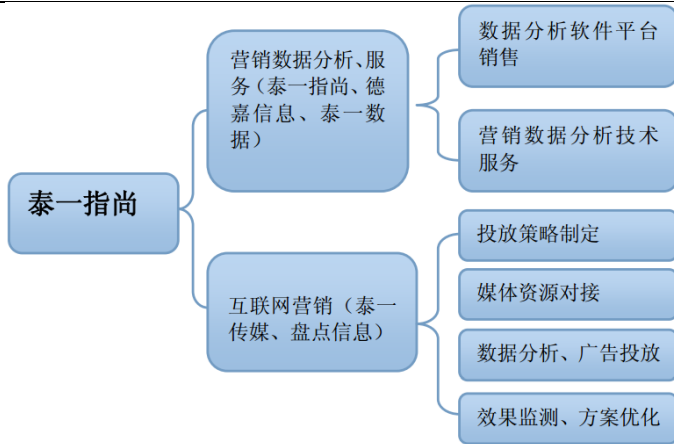 泰一指尚
营销数据分析、服
务（泰一指尚、德
嘉信息、泰一数
据）
数据分析软件平台
销售
营销数据分析技术
服务
互联网营销（泰一
传媒、盘点信息）
投放策略制定
媒体资源对接
数据分析、广告投放
效果监测、方案优化